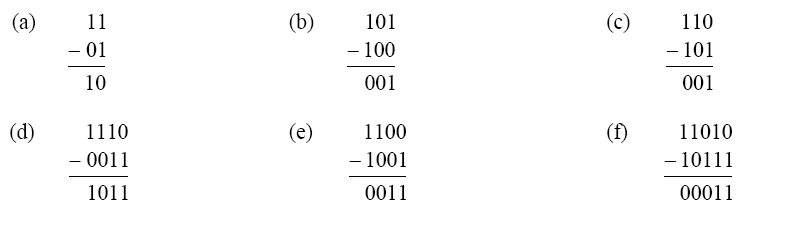 (a) 11 (b) 101 (c) 110
– 01 – 100 – 101
10 001 001
(d) 1110 (e) 1100 (f) 11010
– 0011 – 1001 – 10111
1011 0011 00011